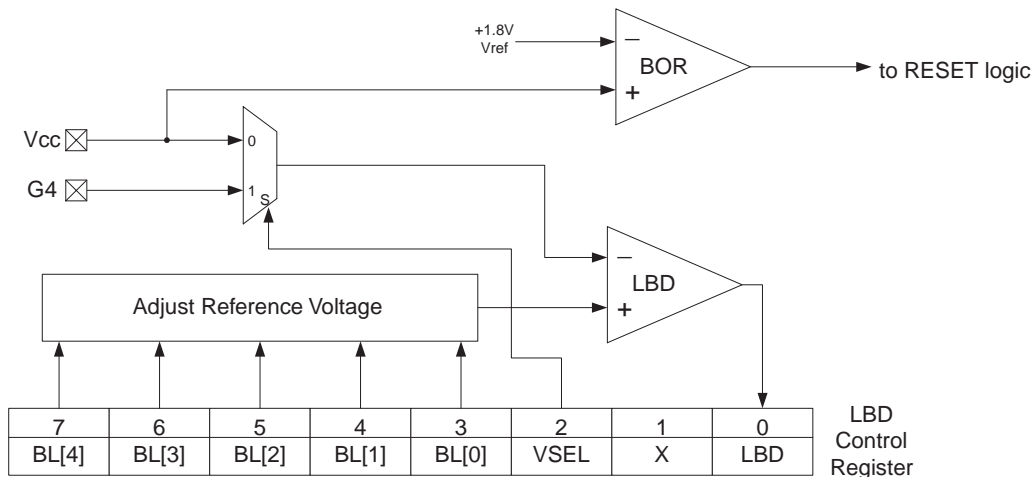 +1.8V
Vref
−
BOR
+
to RESET logic
Vcc
0
G4
1
S
−
LBD
+
Adjust Reference Voltage
7 6 5 4 3 2 1 0
BL[4] BL[3] BL[2] BL[1] BL[0] VSEL X LBD
LBD
Control
Register